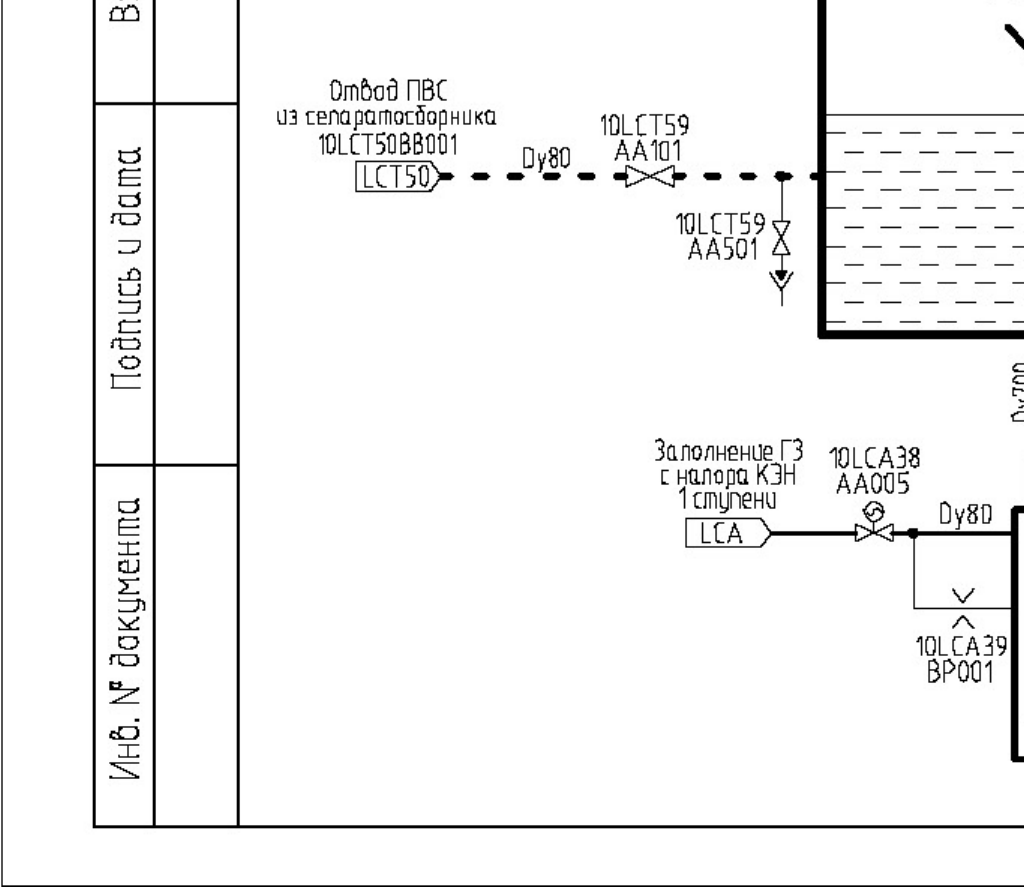 Отвод ПВС
из сепаратосборника
10LCT50BB001
LCT50
Dy80
10LCT59
AA101
10LCT59
AA501
Подпись и дата
Dy700
Заполнение ГЗ
с напора КЭН
1 ступени
LCA
10LCA38
AA005
Dy80
10LCA39
BP001
Инв. № документа